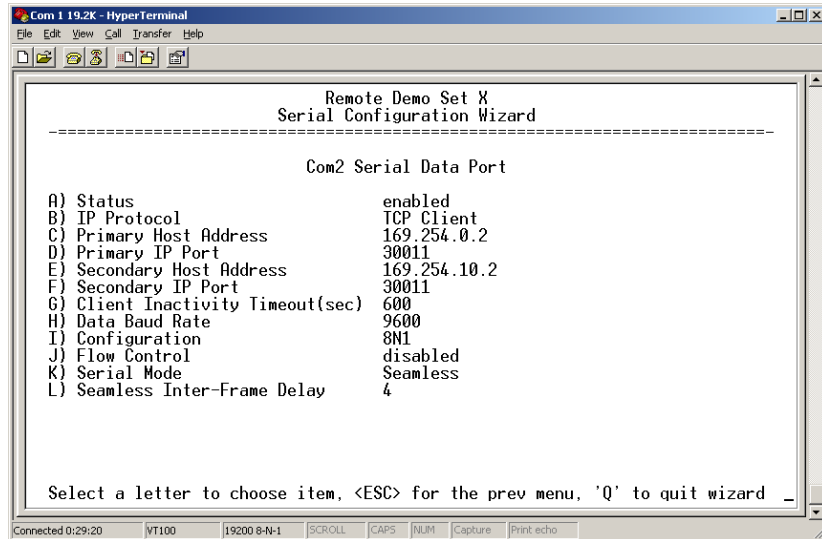 Com 1 19.2K - HyperTerminal
File Edit View Call Transfer Help
Remote Demo Set X
Serial Configuration Wizard
-==========================================================================-
Com2 Serial Data Port
A) Status enabled
B) IP Protocol TCP Client
C) Primary Host Address 169.254.0.2
D) Primary IP Port 30011
E) Secondary Host Address 169.254.10.2
F) Secondary IP Port 30011
G) Client Inactivity Timeout(sec) 600
H) Data Baud Rate 9600
I) Configuration 8N1
J) Flow Control disabled
K) Serial Mode Seamless
L) Seamless Inter-Frame Delay 4
Select a letter to choose item, <ESC> for the prev menu, 'Q' to quit wizard _
Connected 0:29:20 VT100 19200 8-N-1 SCROLL CAPS NUM Capture Print echo